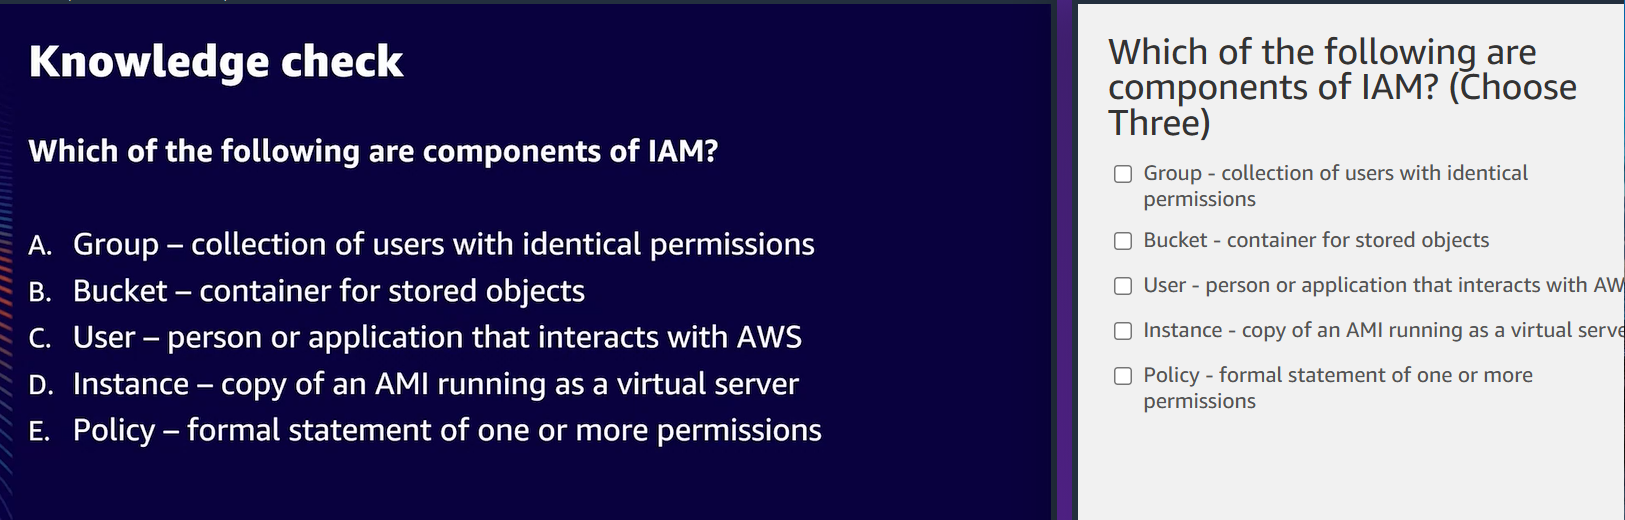 Knowledge check
Which of the following are components of IAM?
A. Group – collection of users with identical permissions
B. Bucket – container for stored objects
C. User – person or application that interacts with AWS
D. Instance – copy of an AMI running as a virtual server
E. Policy – formal statement of one or more permissions
Which of the following are
components of IAM? (Choose
Three)
Group - collection of users with identical
permissions
Bucket - container for stored objects
User - person or application that interacts with AW
Instance - copy of an AMI running as a virtual serve
Policy - formal statement of one or more
permissions